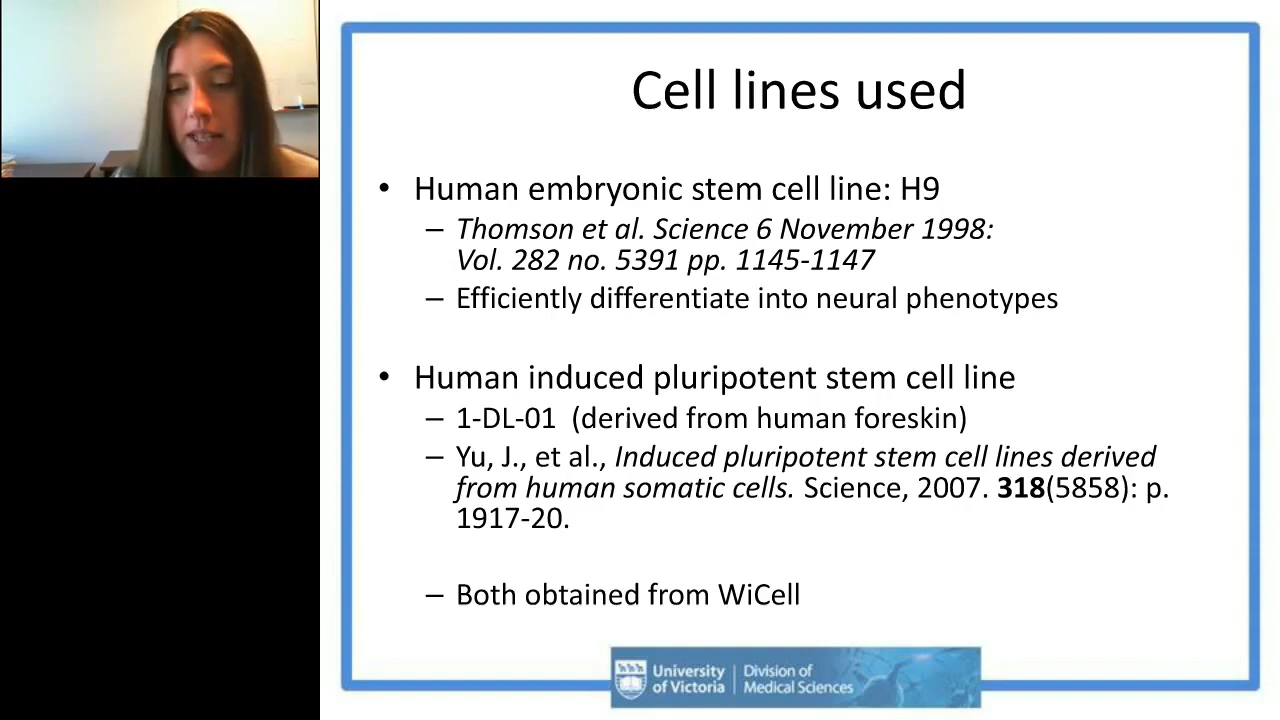 Cell lines used
• Human embryonic stem cell line: H9
– Thomson et al. Science 6 November 1998:
Vol. 282 no. 5391 pp. 1145-1147
– Efficiently differentiate into neural phenotypes
• Human induced pluripotent stem cell line
– 1-DL-01 (derived from human foreskin)
– Yu, J., et al., Induced pluripotent stem cell lines derived
from human somatic cells. Science, 2007. 318(5858): p.
1917-20.
– Both obtained from WiCell
University
of Victoria
Division of
Medical Sciences